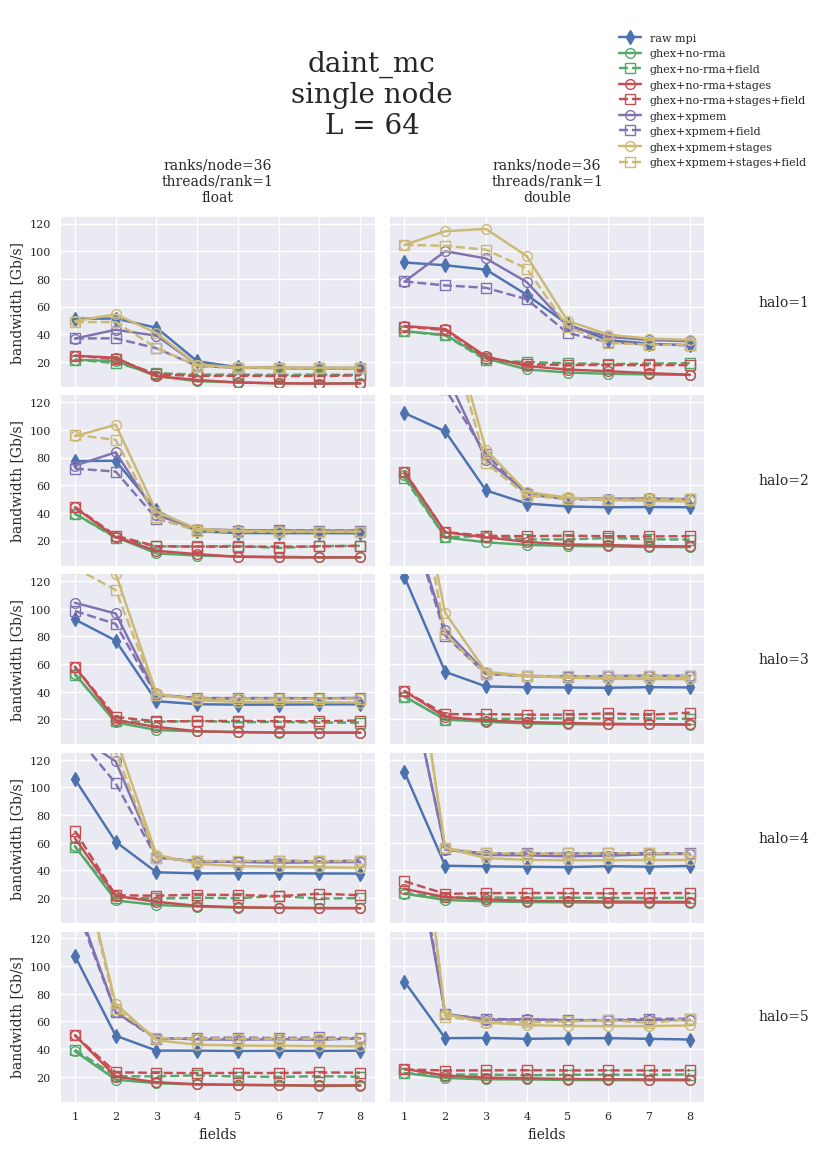 daint_mc
single node
L = 64
raw mpi
ghex+no-rma
ghex+no-rma+field
ghex+no-rma+stages
ghex+no-rma+stages+field
ghex+xpmem
ghex+xpmem+field
ghex+xpmem+stages
ghex+xpmem+stages+field
ranks/node=36
threads/rank=1
float
ranks/node=36
threads/rank=1
double
120
100
80
60
40
20
bandwidth [Gb/s]
halo=1
120
100
80
60
40
20
bandwidth [Gb/s]
halo=2
120
100
80
60
40
20
bandwidth [Gb/s]
halo=3
120
100
80
60
40
20
bandwidth [Gb/s]
halo=4
120
100
80
60
40
20
bandwidth [Gb/s]
halo=5
1 2 3 4 5 6 7 8
fields
1 2 3 4 5 6 7 8
fields